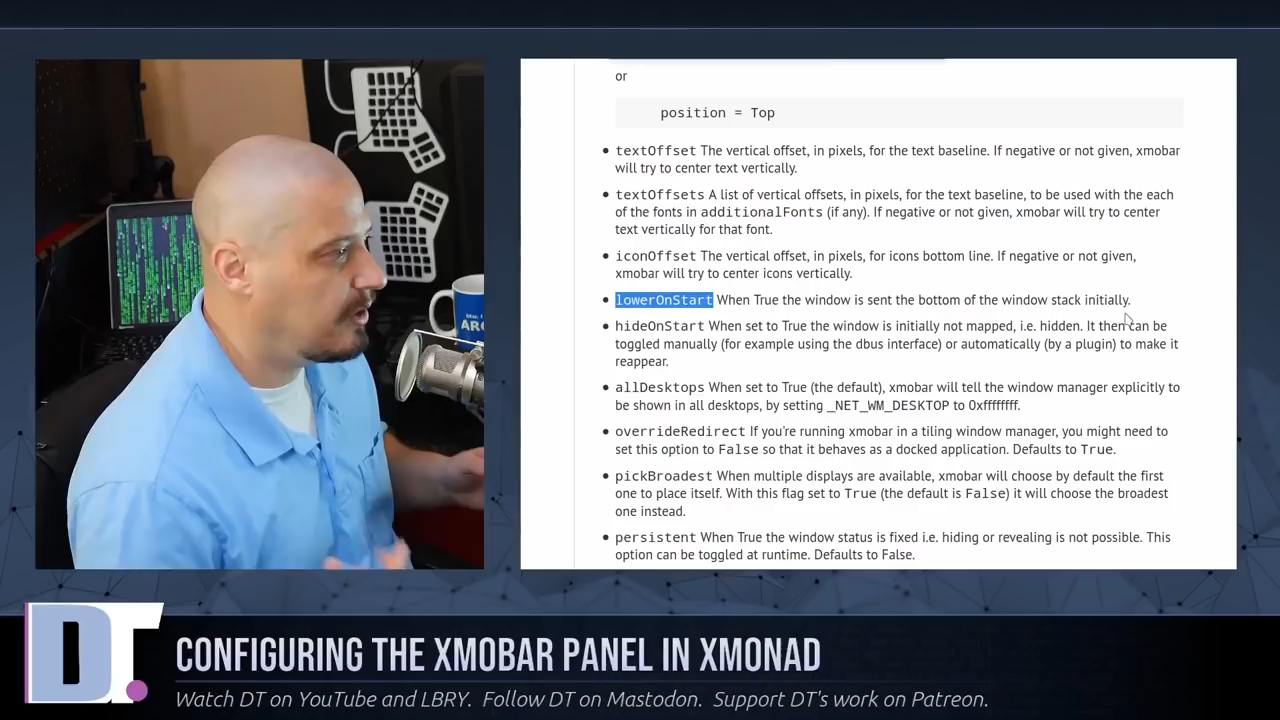 or
position = Top
• textOffset The vertical offset, in pixels, for the text baseline. If negative or not given, xmobar
will try to center text vertically.
• textOffsets A list of vertical offsets, in pixels, for the text baseline, to be used with the each
of the fonts in additionalFonts (if any). If negative or not given, xmobar will try to center
text vertically for that font.
• iconOffset The vertical offset, in pixels, for icons bottom line. If negative or not given,
xmobar will try to center icons vertically.
• lowerOnStart When True the window is sent the bottom of the window stack initially.
• hideOnStart When set to True the window is initially not mapped, i.e. hidden. It then can be
toggled manually (for example using the dbus interface) or automatically (by a plugin) to make it
reappear.
• allDesktops When set to True (the default), xmobar will tell the window manager explicitly to
be shown in all desktops, by setting _NET_WM_DESKTOP to 0xffffffff.
• overrideRedirect If you're running xmobar in a tiling window manager, you might need to
set this option to False so that it behaves as a docked application. Defaults to True.
• pickBroadest When multiple displays are available, xmobar will choose by default the first
one to place itself. With this flag set to True (the default is False) it will choose the broadest
one instead.
• persistent When True the window status is fixed i.e. hiding or revealing is not possible. This
option can be toggled at runtime. Defaults to False.
DT.
CONFIGURING THE XMOBAR PANEL IN XMONAD
Watch DT on YouTube and LBRY. Follow DT on Mastodon. Support DT's work on Patreon.